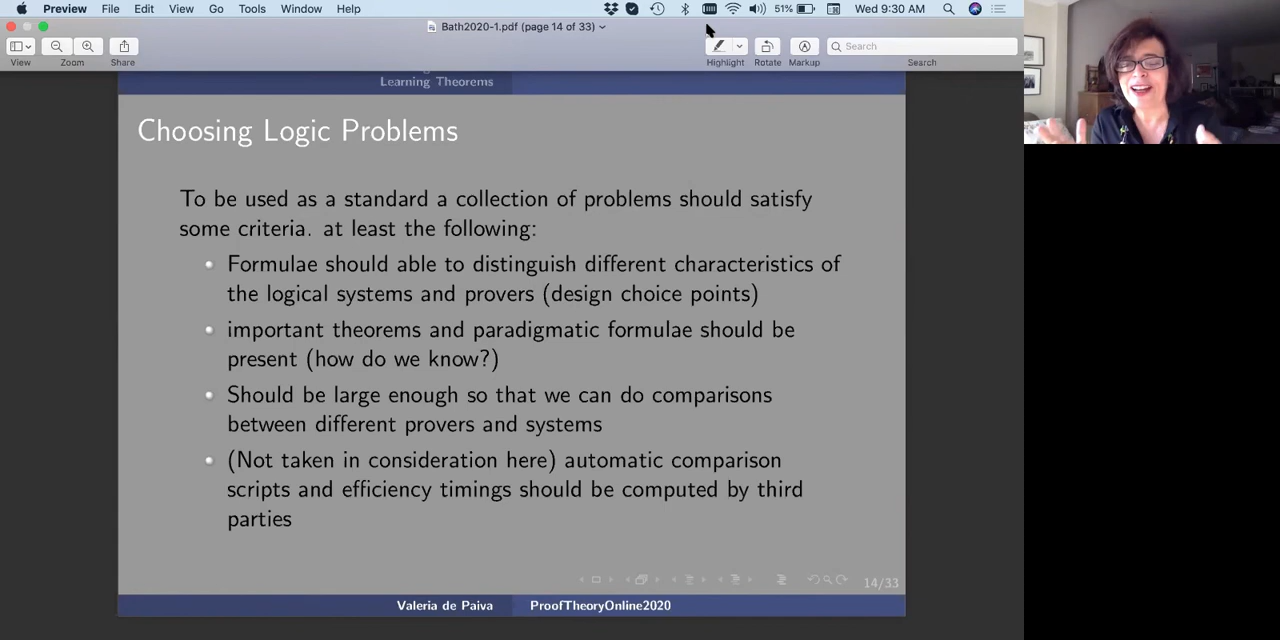 Preview File Edit View Go Tools Window Help 51% Wed 9:30 AM
Bath2020-1.pdf (page 14 of 33)
Search
View Zoom Share Highlight Rotate Markup Search
Learning Theorems
Choosing Logic Problems
To be used as a standard a collection of problems should satisfy
some criteria. at least the following:
Formulae should able to distinguish different characteristics of
the logical systems and provers (design choice points)
important theorems and paradigmatic formulae should be
present (how do we know?)
Should be large enough so that we can do comparisons
between different provers and systems
(Not taken in consideration here) automatic comparison
scripts and efficiency timings should be computed by third
parties
14/33
Valeria de Paiva ProofTheoryOnline2020